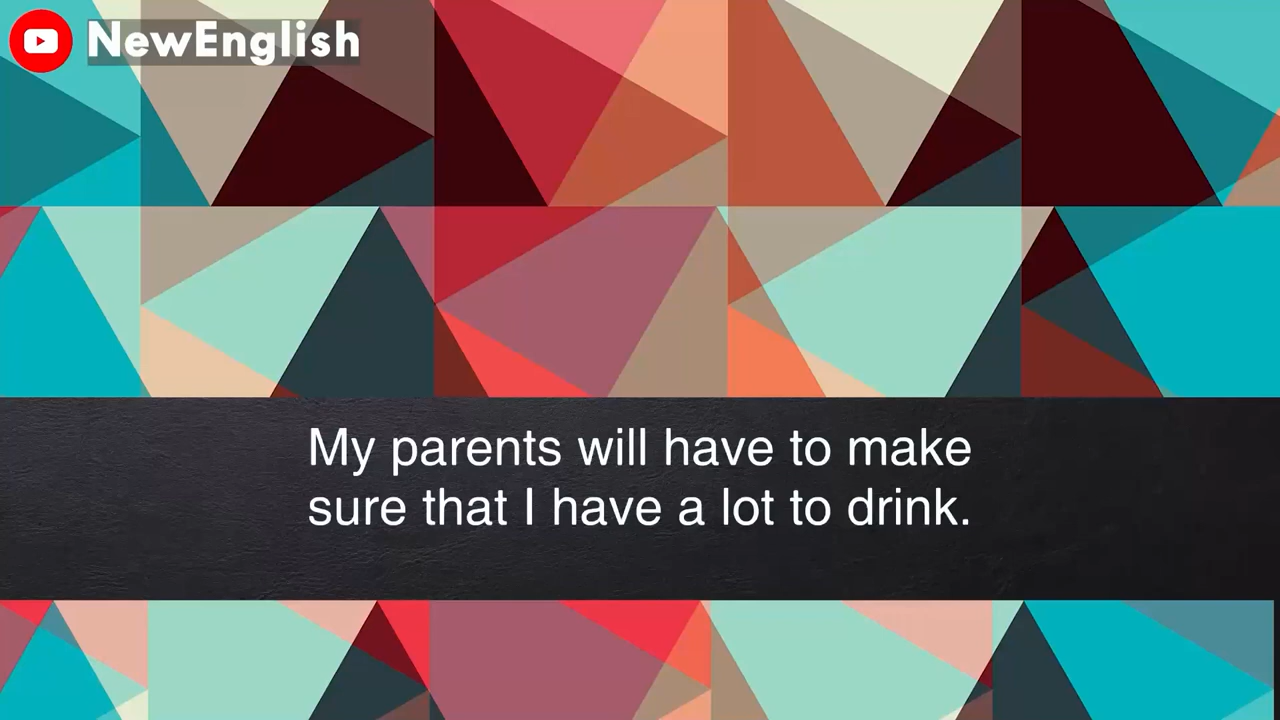 NewEnglish
My parents will have to make
sure that I have a lot to drink.